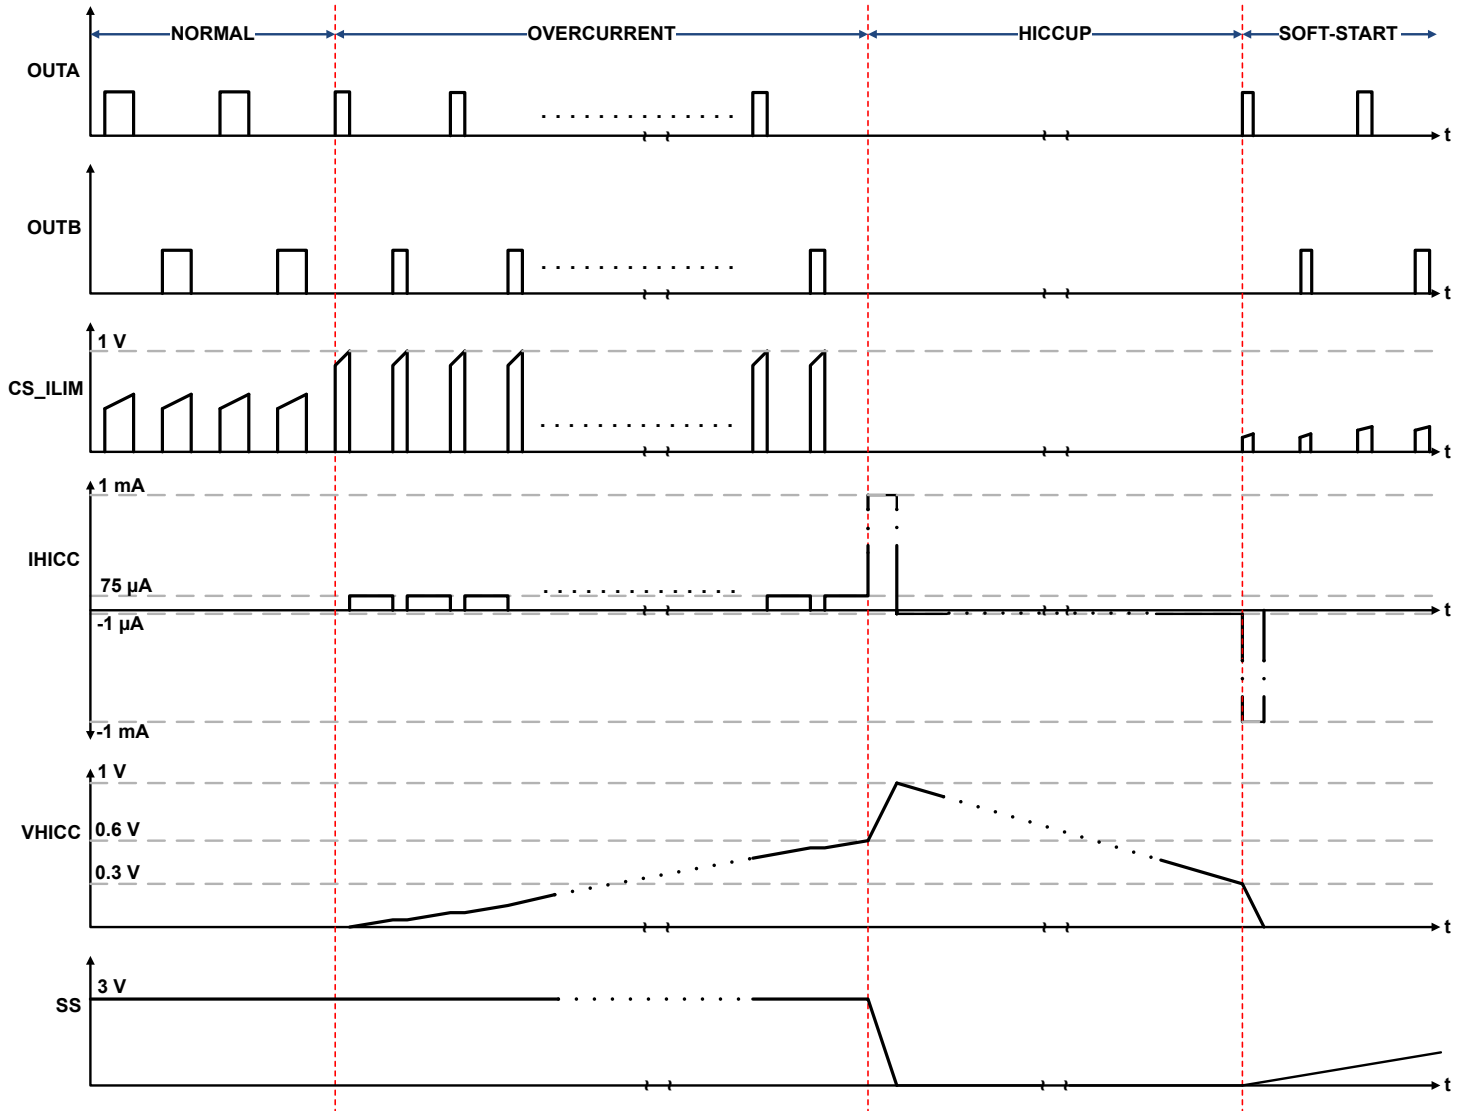 NORMAL
OVERCURRENT
HICCUP
SOFT-START
OUTA
t
OUTB
t
1 V
CS_ILIM
t
1 mA
IHICC
75 µA
t
-1 µA
-1 mA
1 V
VHICC
0.6 V
0.3 V
t
3 V
SS
t